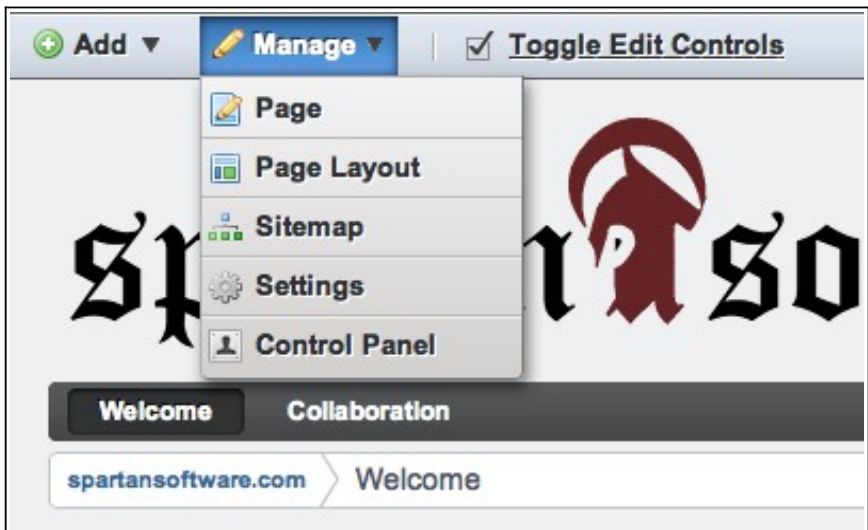 Add Manage Toggle Edit Controls
Page
Page Layout
Sitemap
Settings
Control Panel
Welcome Collaboration
spartansoftware.com Welcome